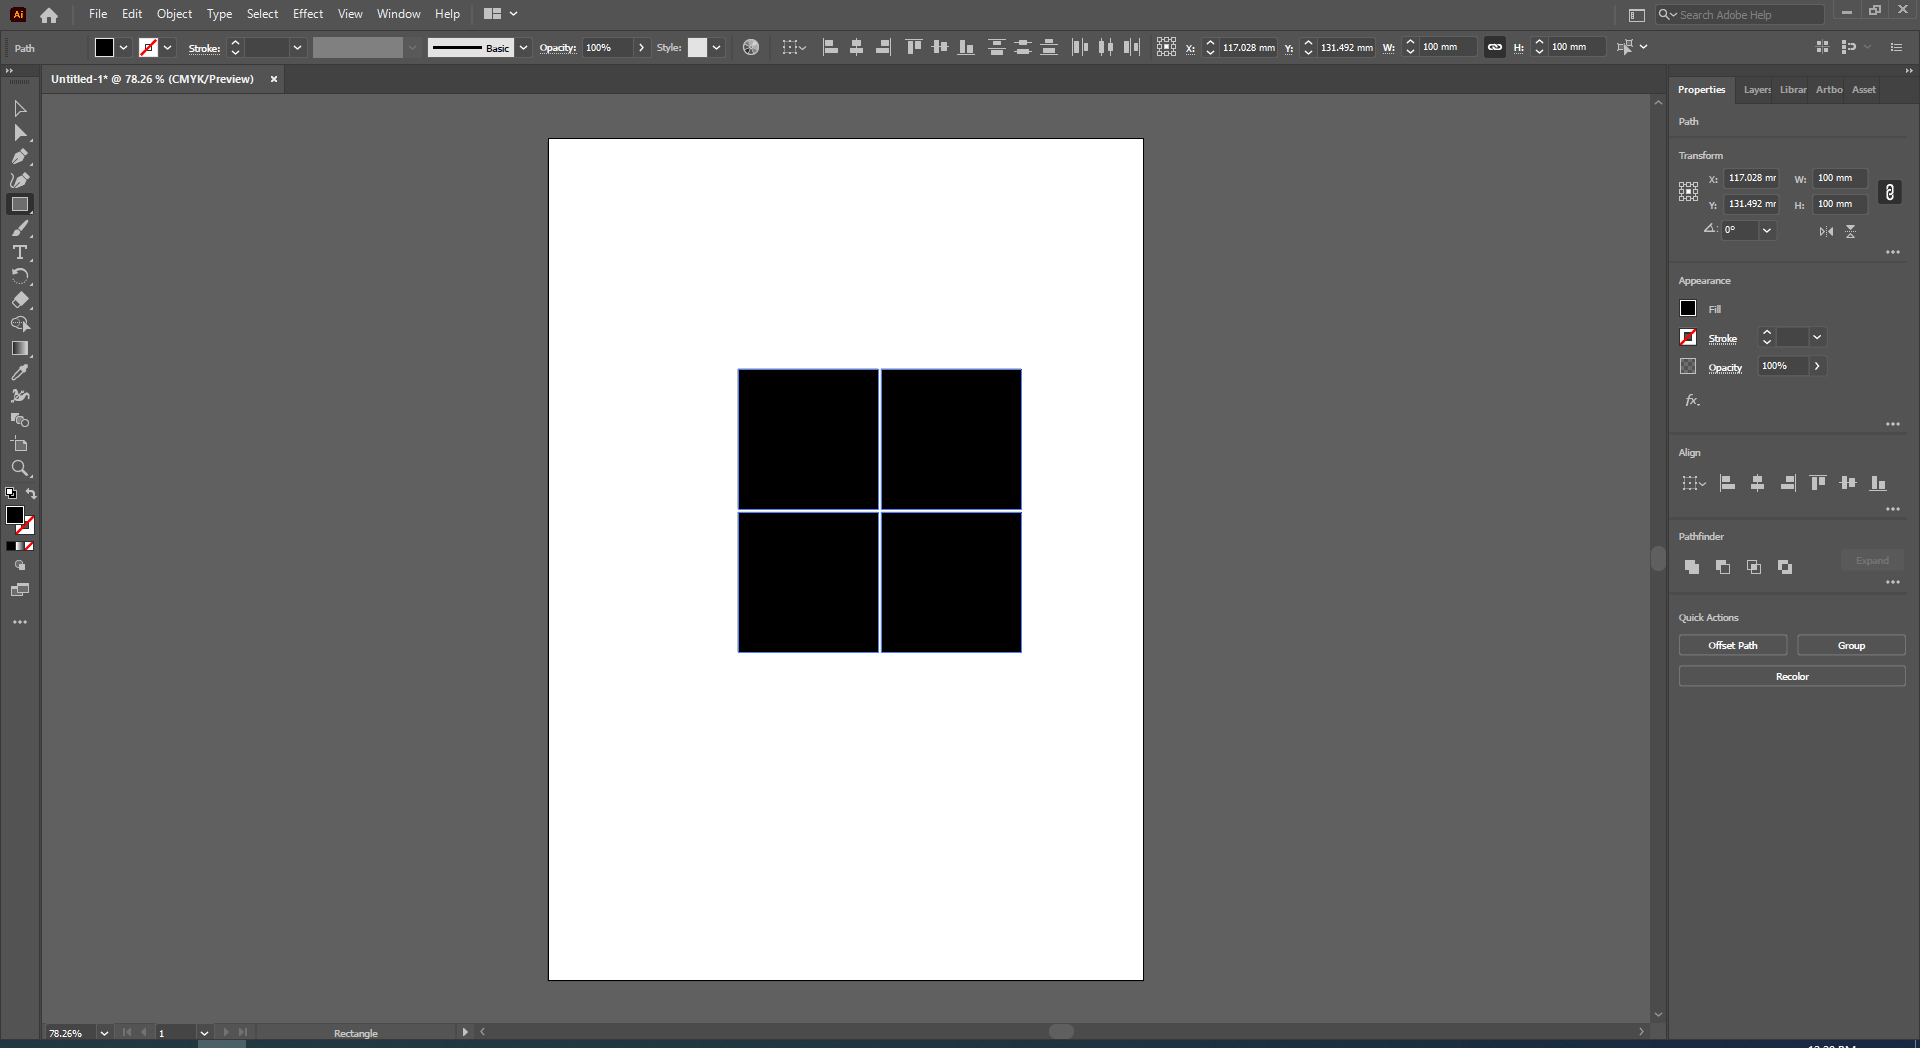 Ai File Edit Object Type Select Effect View Window Help Search Adobe Help
Path Stroke: Basic Opacity: 100% Style: X: 117.028 mm Y: 131.492 mm W: 100 mm H: 100 mm
Untitled-1* @ 78.26 % (CMYK/Preview) ×
Properties Layers Librar Artbo Asset
Path
Transform
X: 117.028 mr W: 100 mm
Y: 131.492 mr H: 100 mm
0°
Appearance
Fill
Stroke
Opacity 100%
fx.
Align
Pathfinder
Expand
Quick Actions
Offset Path Group
Recolor
78.26% 1 Rectangle